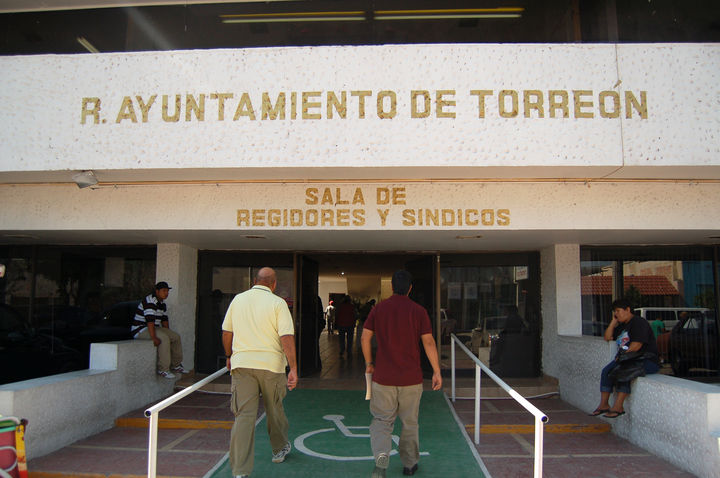 R. AYUNTAMIENTO DE TORREON
SALA DE
REGIDORES Y SINDICOS